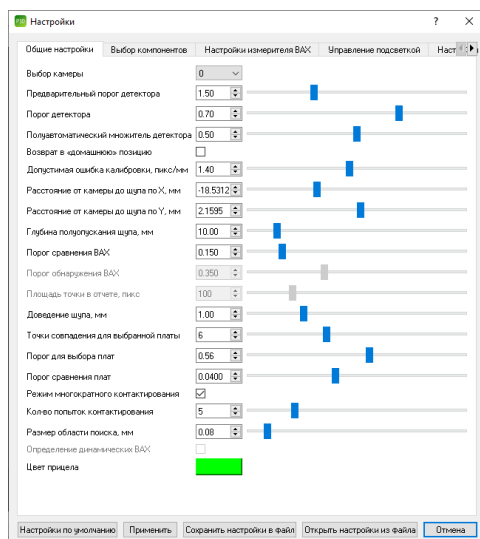 Настройки
Общие настройки Выбор компонентов Настройки измерителя ВАХ Управление подсветкой
Выбор камеры 0
Предварительный порог детектора 1.50
Порог детектора 0.70
Полуавтоматический множитель детектора 0.50
Возврат в «домашнюю» позицию
Допустимая ошибка калибровки, пикс/мм 1.40
Расстояние от камеры до щупа по X, мм -18.5312
Расстояние от камеры до щупа по Y, мм 2.1595
Глубина полуопускания щупа, мм 10.00
Порог сравнения ВАХ 0.150
Порог обнаружения ВАХ 0.350
Площадь точки в отчете, пикс 100
Доведение щупа, мм 1.00
Точки совпадения для выбранной платы 6
Порог для выбора плат 0.56
Порог сравнения плат 0.0400
Режим многократного контактирования
Кол-во попыток контактирования 5
Размер области поиска, мм 0.08
Определение динамических ВАХ
Цвет прицела
Настройки по умолчанию Применить Сохранить настройки в файл Открыть настройки из файла Отмена